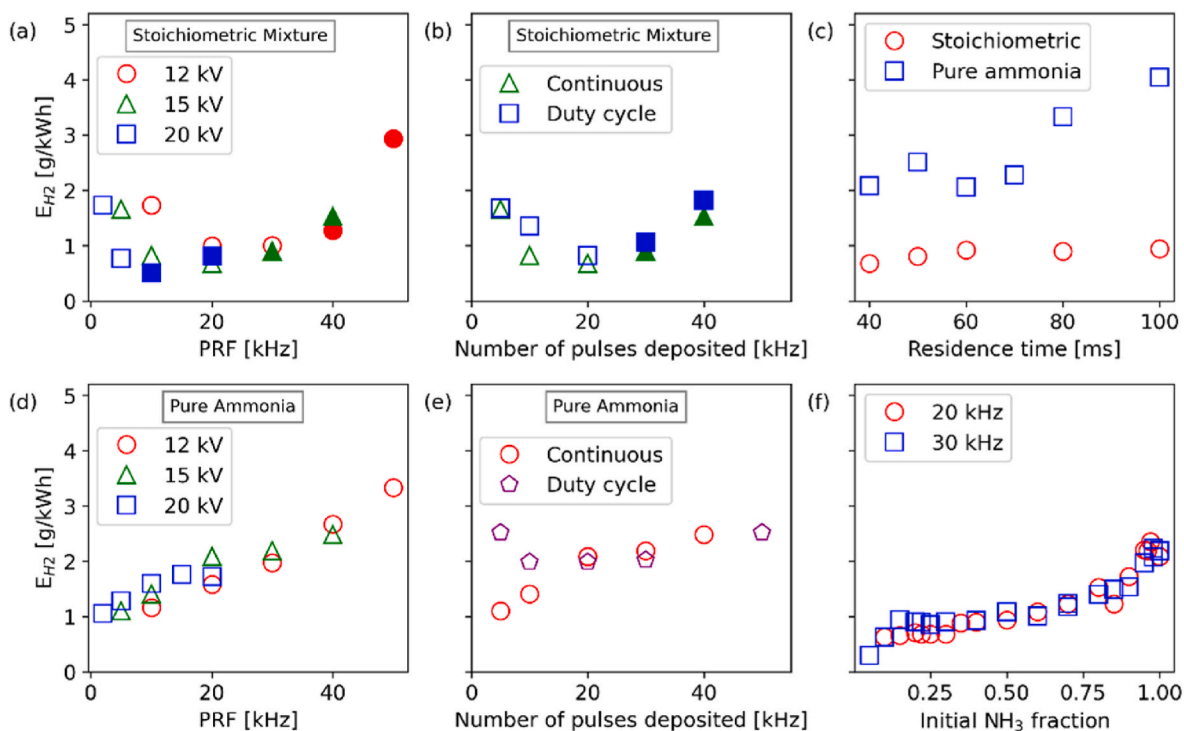 (a)
Stoichiometric Mixture
12 kV
15 kV
20 kV
5
4
3
2
1
0
E_H2 [g/kWh]
0 20 40
PRF [kHz]
(b)
Stoichiometric Mixture
Continuous
Duty cycle
0 20 40
Number of pulses deposited [kHz]
(c)
Stoichiometric
Pure ammonia
40 60 80 100
Residence time [ms]
(d)
Pure Ammonia
12 kV
15 kV
20 kV
5
4
3
2
1
0
E_H2 [g/kWh]
0 20 40
PRF [kHz]
(e)
Pure Ammonia
Continuous
Duty cycle
0 20 40
Number of pulses deposited [kHz]
(f)
20 kHz
30 kHz
0.25 0.50 0.75 1.00
Initial NH₃ fraction